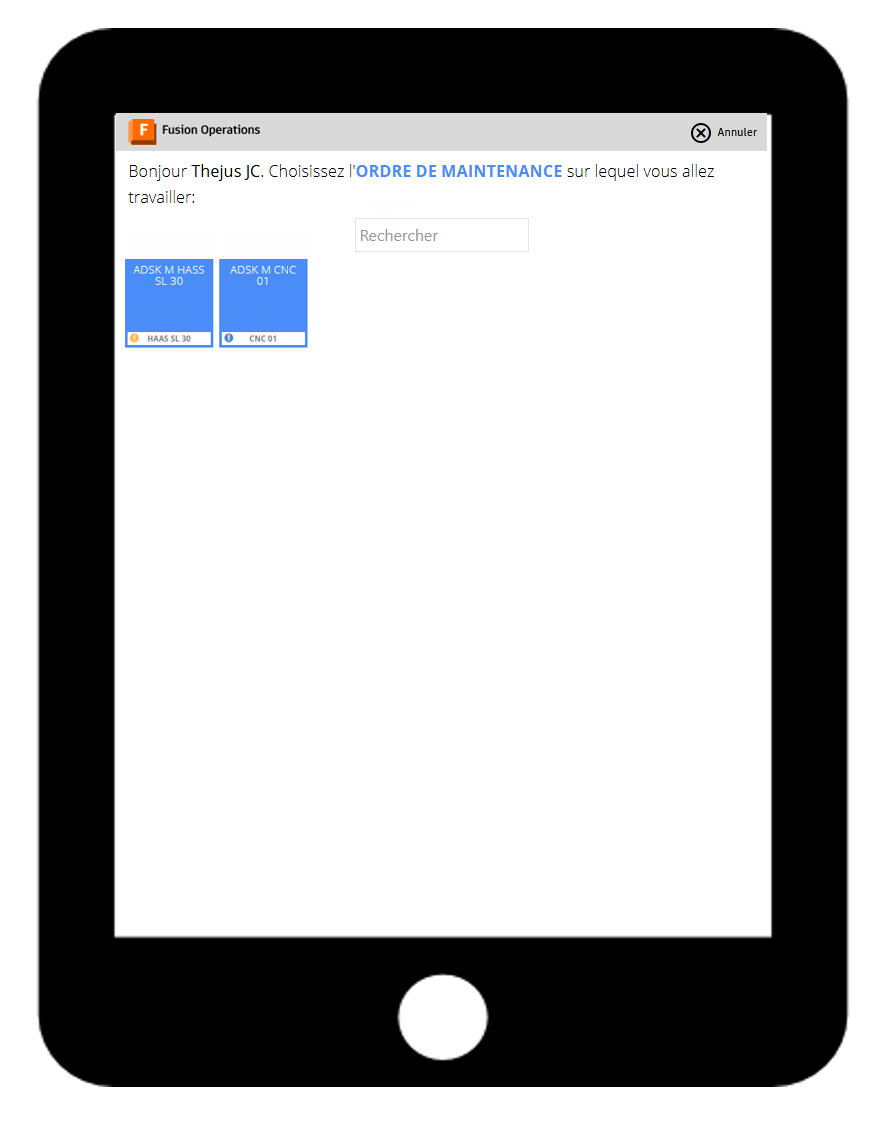 F Fusion Operations
Annuler
Bonjour Thejus JC. Choisissez l'ORDRE DE MAINTENANCE sur lequel vous allez
travailler:
Rechercher
ADSK M HASS
SL 30
HAAS SL 30
ADSK M CNC
01
CNC 01